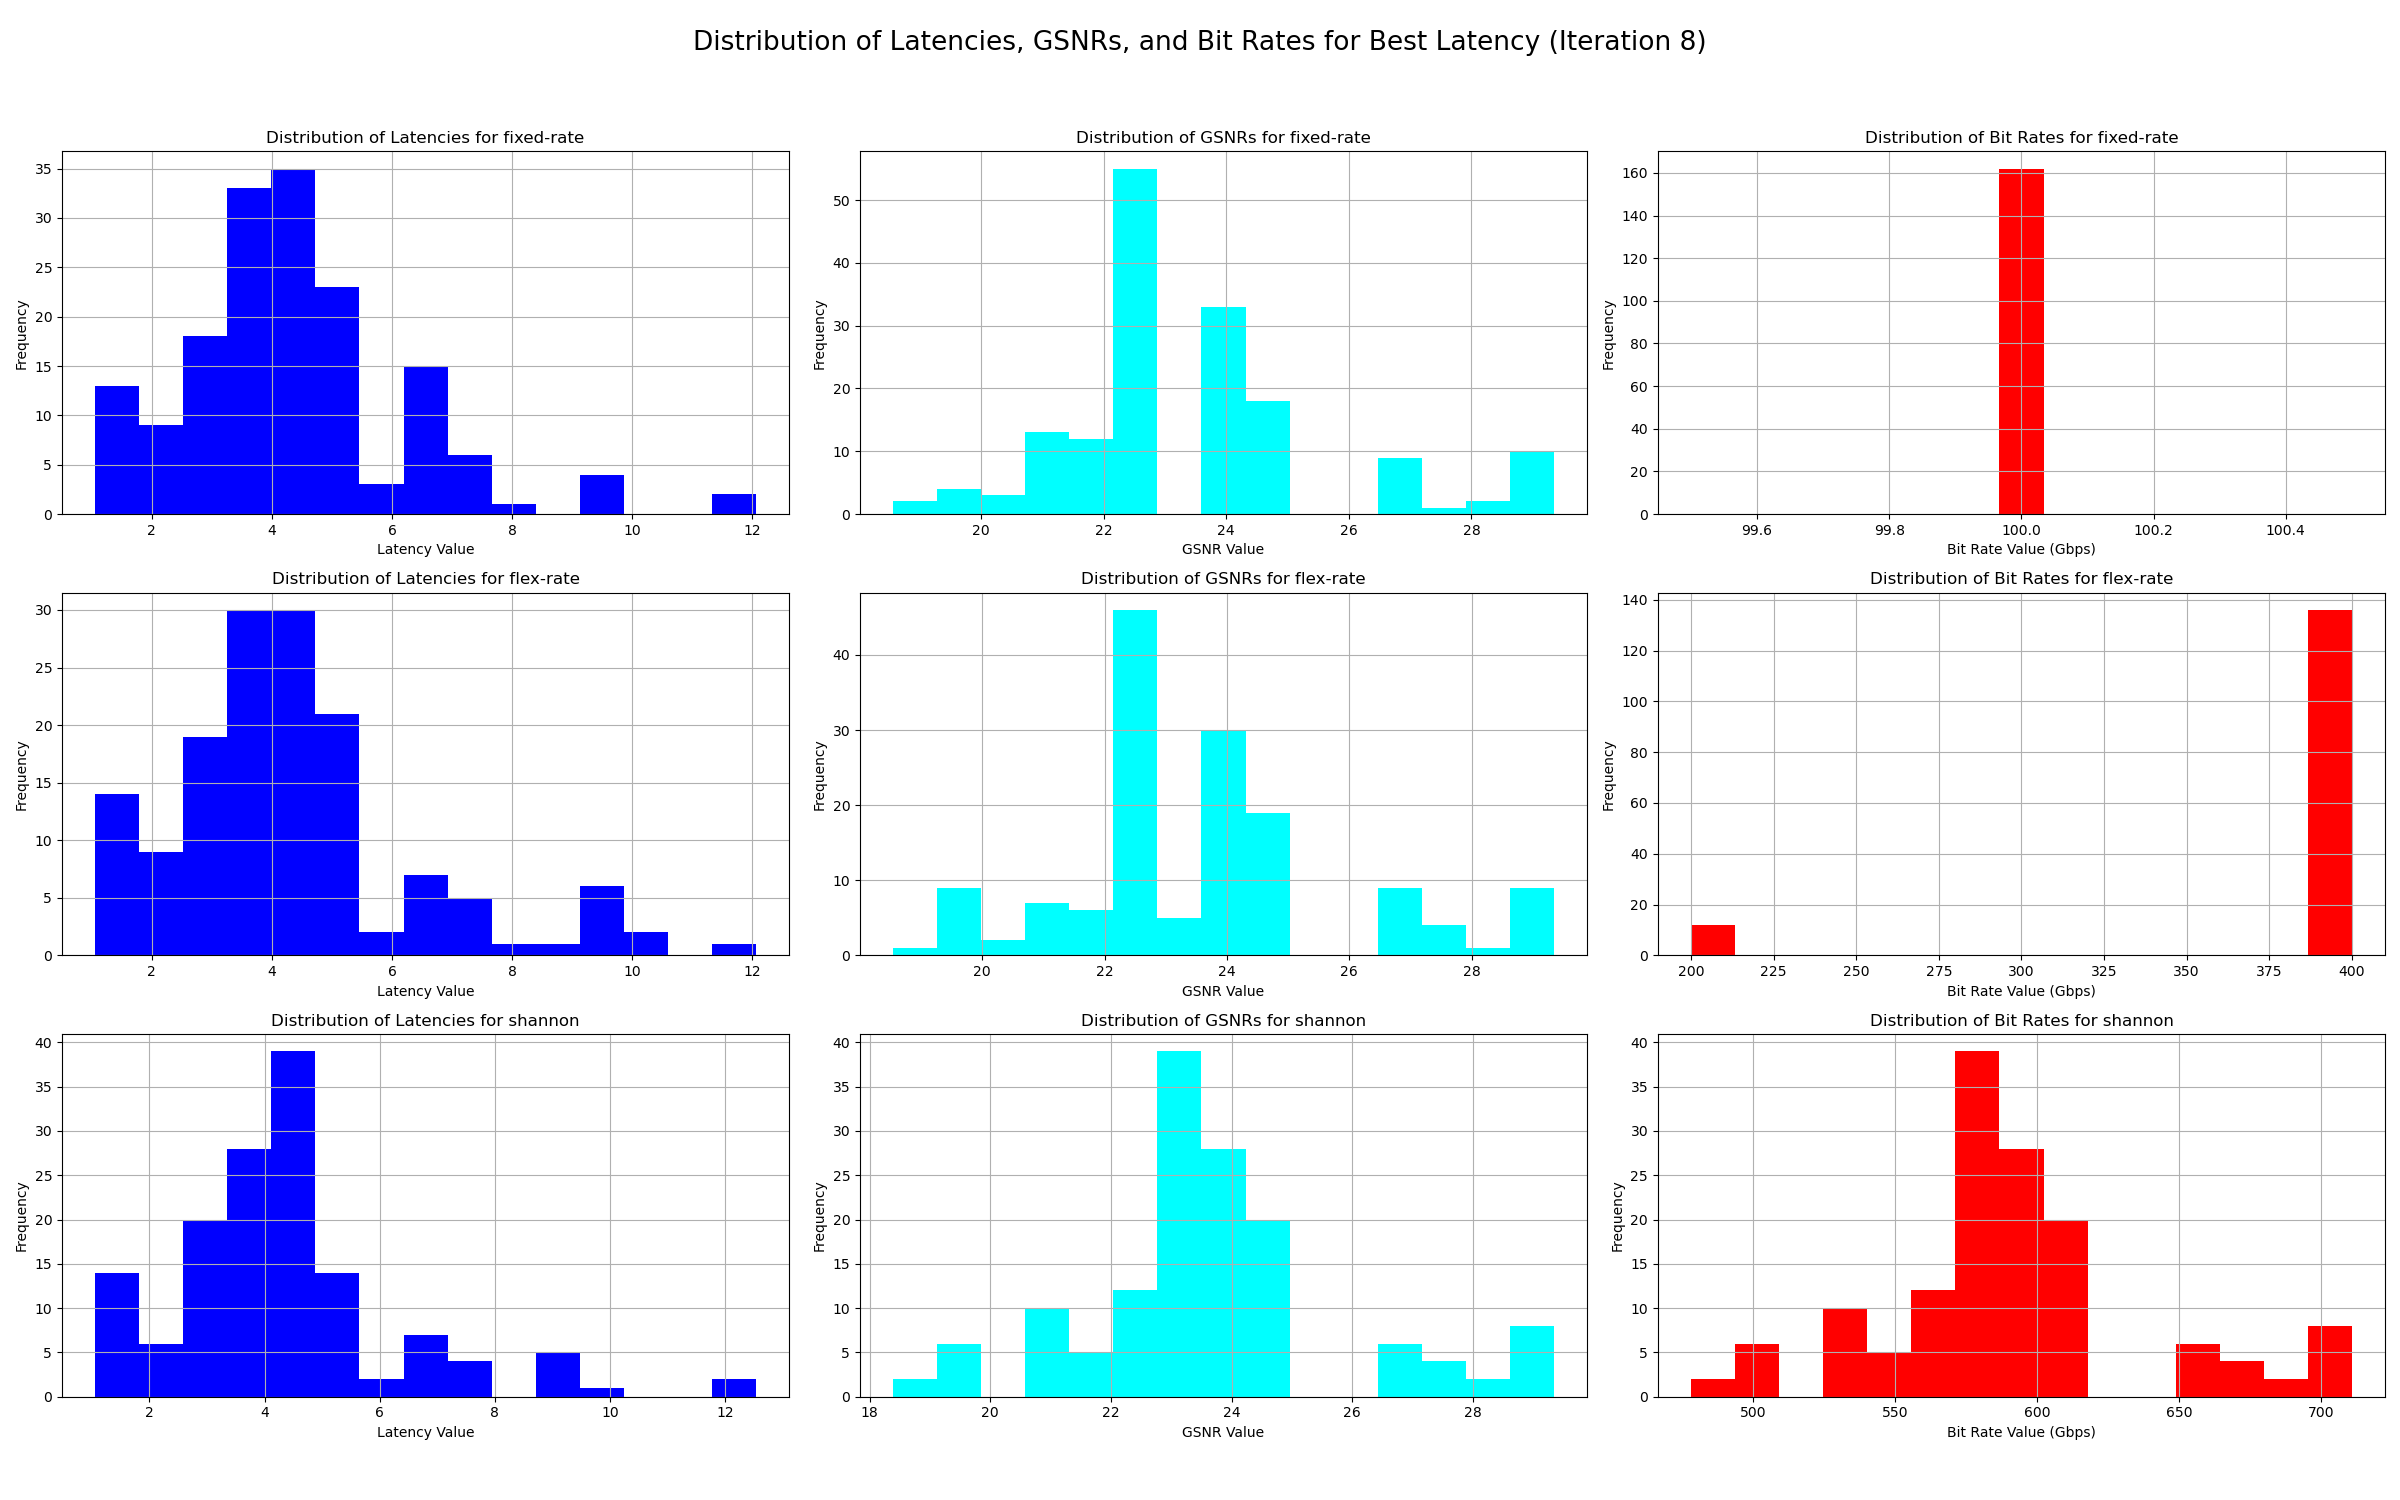 Distribution of Latencies, GSNRs, and Bit Rates for Best Latency (Iteration 8)
Distribution of Latencies for fixed-rate
Frequency
35
30
25
20
15
10
5
0
2 4 6 8 10 12
Latency Value
Distribution of GSNRs for fixed-rate
Frequency
50
40
30
20
10
0
20 22 24 26 28
GSNR Value
Distribution of Bit Rates for fixed-rate
Frequency
160
140
120
100
80
60
40
20
0
99.6 99.8 100.0 100.2 100.4
Bit Rate Value (Gbps)
Distribution of Latencies for flex-rate
Frequency
30
25
20
15
10
5
0
2 4 6 8 10 12
Latency Value
Distribution of GSNRs for flex-rate
Frequency
40
30
20
10
0
20 22 24 26 28
GSNR Value
Distribution of Bit Rates for flex-rate
Frequency
140
120
100
80
60
40
20
0
200 225 250 275 300 325 350 375 400
Bit Rate Value (Gbps)
Distribution of Latencies for shannon
Frequency
40
35
30
25
20
15
10
5
0
2 4 6 8 10 12
Latency Value
Distribution of GSNRs for shannon
Frequency
40
35
30
25
20
15
10
5
0
18 20 22 24 26 28
GSNR Value
Distribution of Bit Rates for shannon
Frequency
40
35
30
25
20
15
10
5
0
500 550 600 650 700
Bit Rate Value (Gbps)